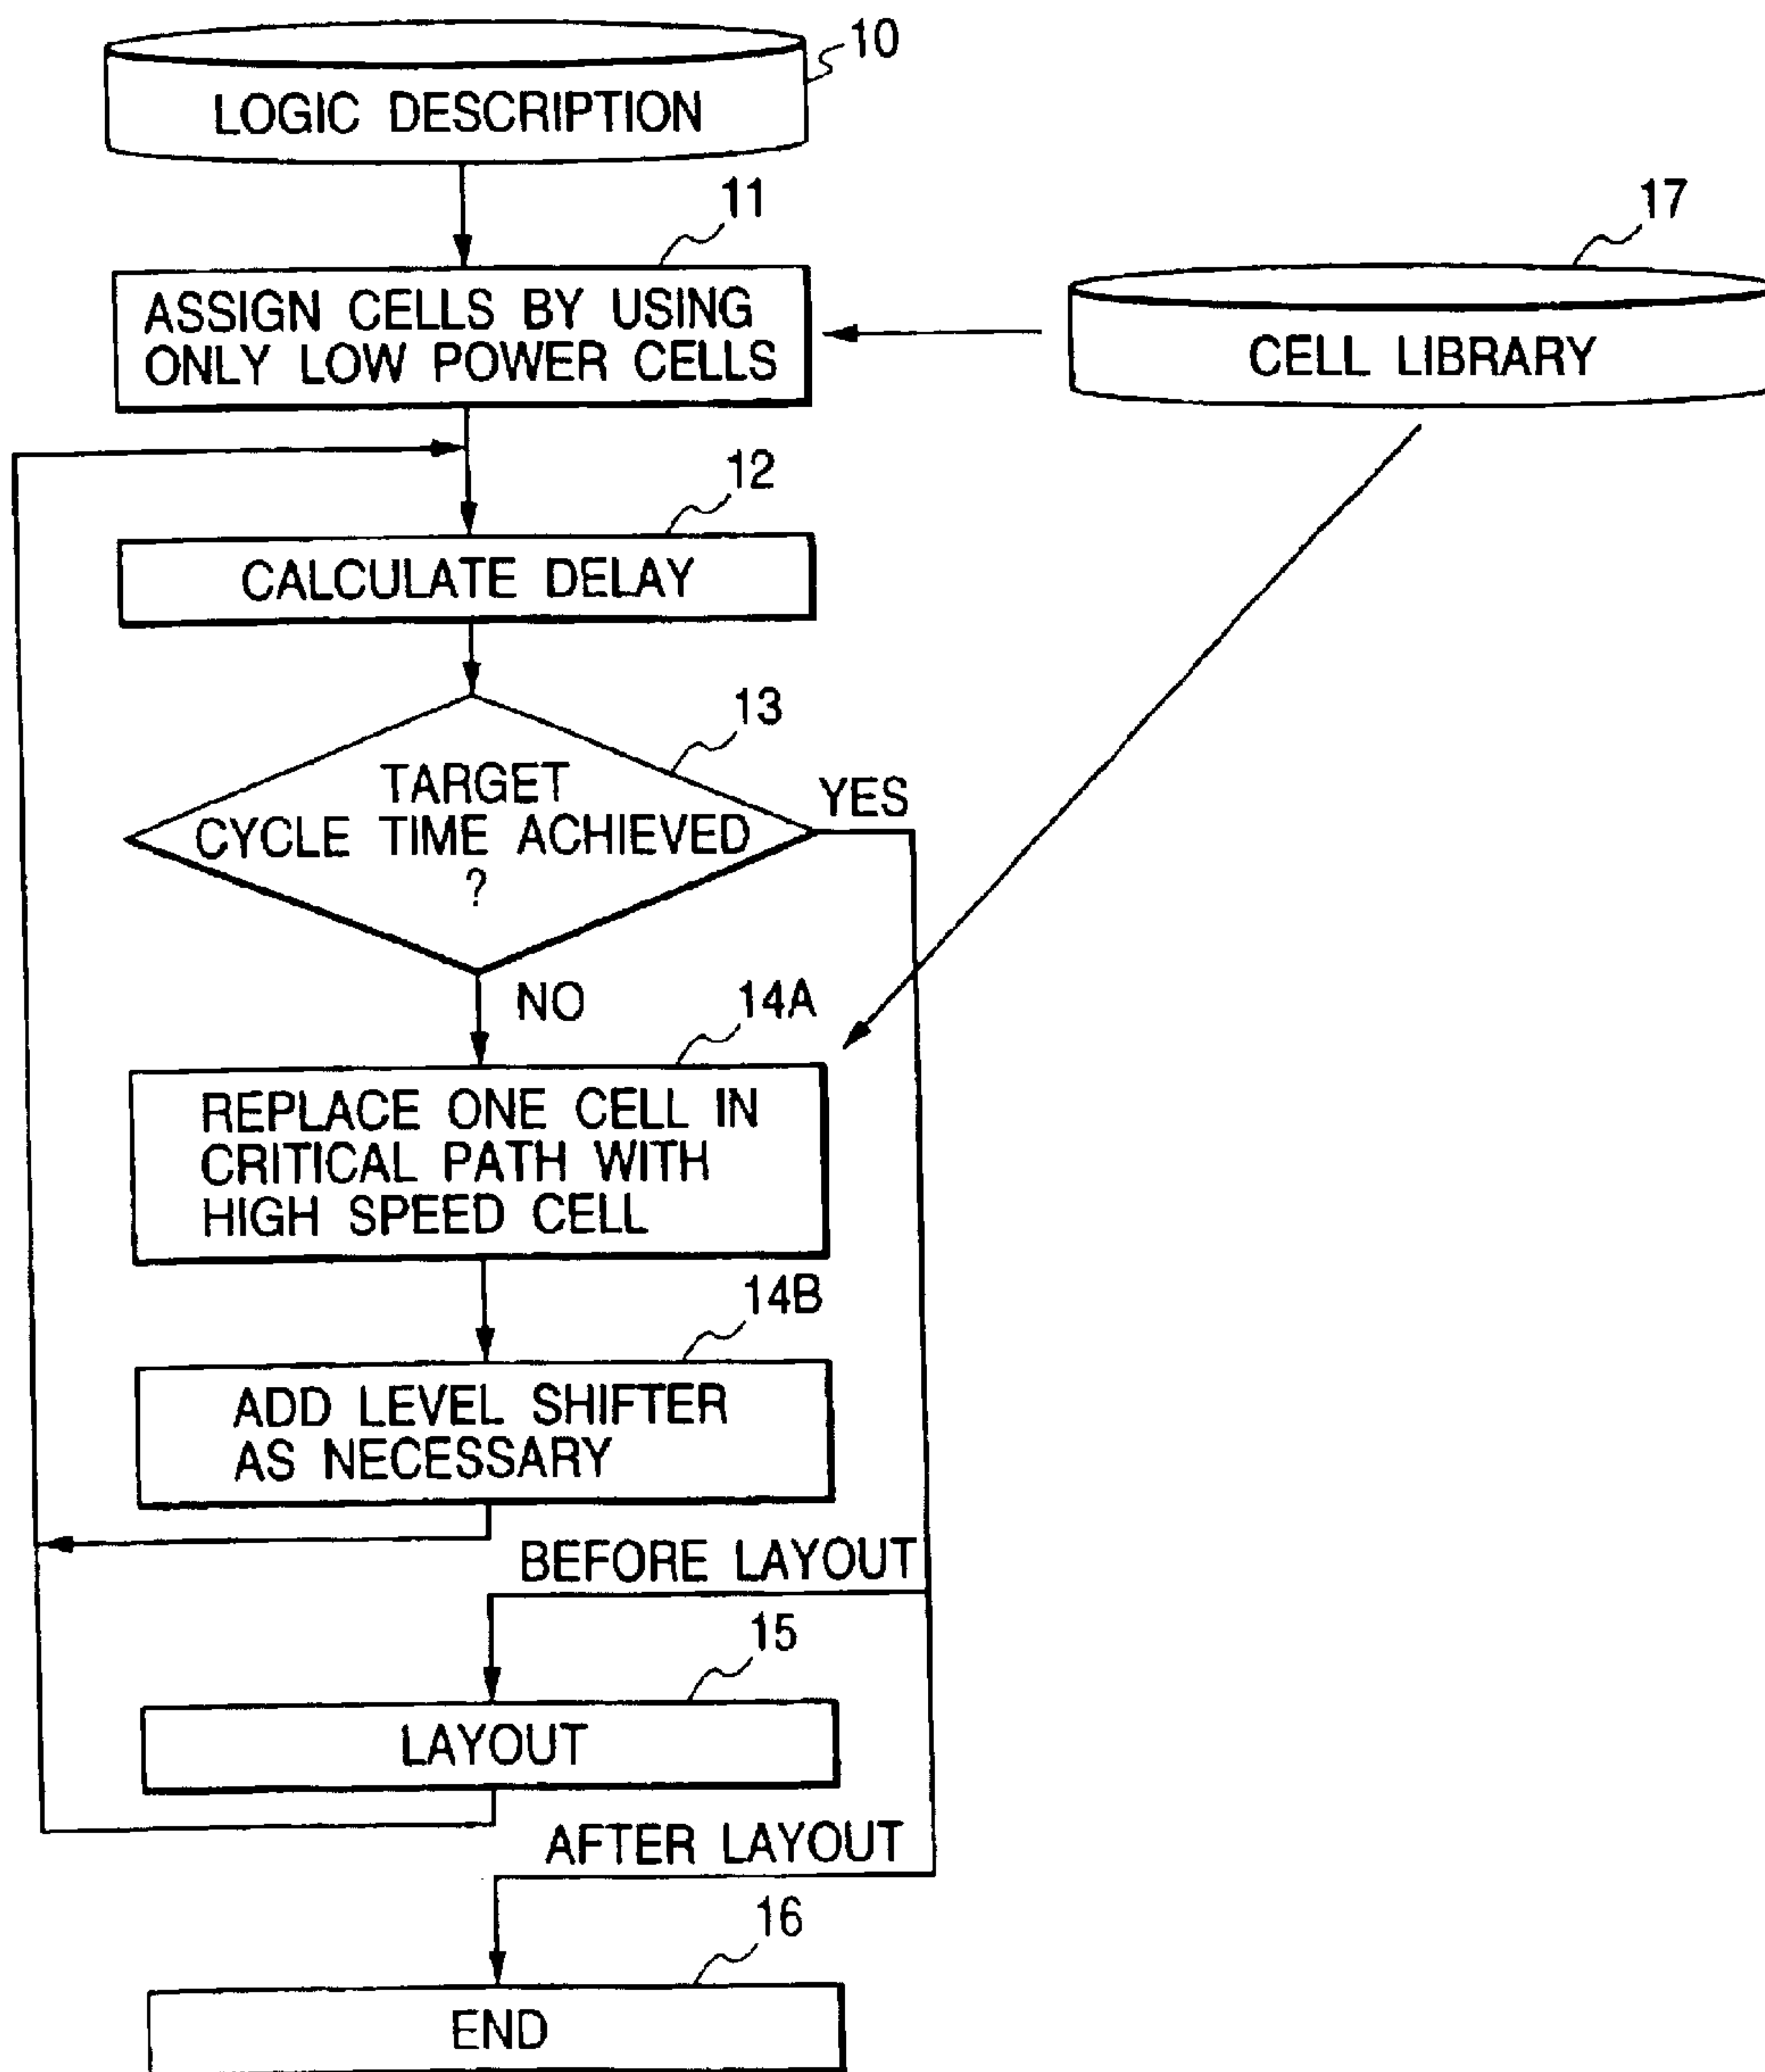 10
LOGIC DESCRIPTION
11
17
ASSIGN CELLS BY USING
ONLY LOW POWER CELLS
CELL LIBRARY
12
CALCULATE DELAY
13
TARGET
CYCLE TIME ACHIEVED
?
YES
NO
14A
REPLACE ONE CELL IN
CRITICAL PATH WITH
HIGH SPEED CELL
14B
ADD LEVEL SHIFTER
AS NECESSARY
BEFORE LAYOUT
15
LAYOUT
AFTER LAYOUT
16
END